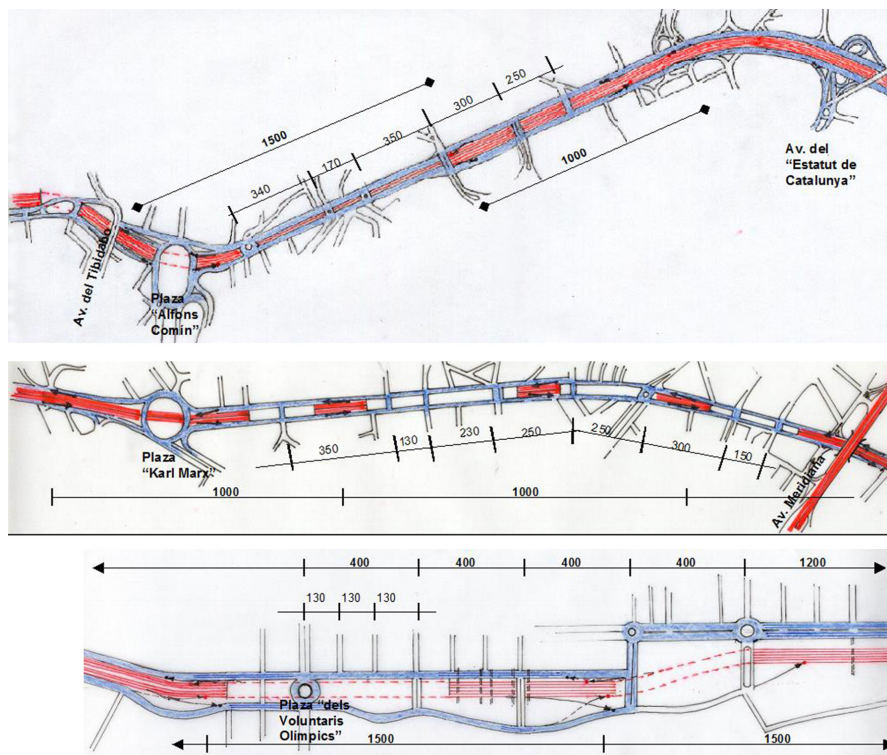 250
300
350
170
340
1500
1000
Av. del
"Estatut de
Catalunya"
Av. del Tibidabo
Plaza
"Alfons
Comín"
350
130
230
250
250
300
150
Plaza
"Karl Marx"
Av. Meridiana
1000
1000
400
400
400
400
1200
130
130
130
Plaza "dels
Voluntaris
Olímpics"
1500
1500